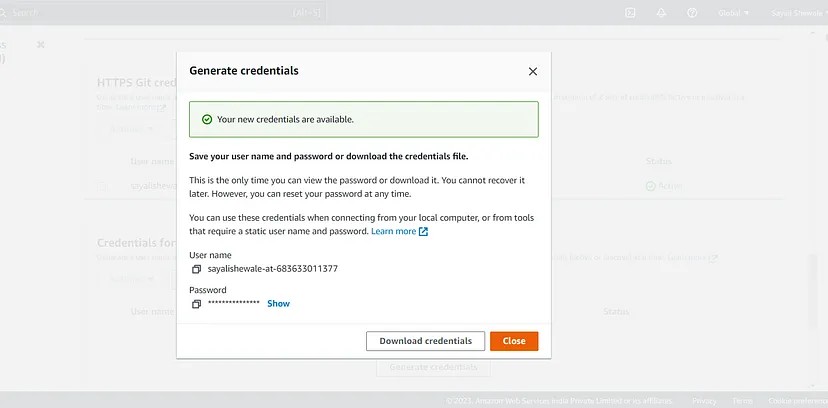 Search
[Alt+S]
Global
Sayali Shewale
Generate credentials
HTTPS Git cred
Your new credentials are available.
Save your user name and password or download the credentials file.
This is the only time you can view the password or download it. You cannot recover it
later. However, you can reset your password at any time.
User name
Status
sayalishewale
Active
You can use these credentials when connecting from your local computer, or from tools
that require a static user name and password. Learn more
Credentials for
User name
sayalishewale-at-683633011377
Password
*************** Show
User name
Status
Download credentials
Close
Generate credentials
© 2023, Amazon Web Services India Private Limited or its affiliates.
Privacy
Terms
Cookie preferences